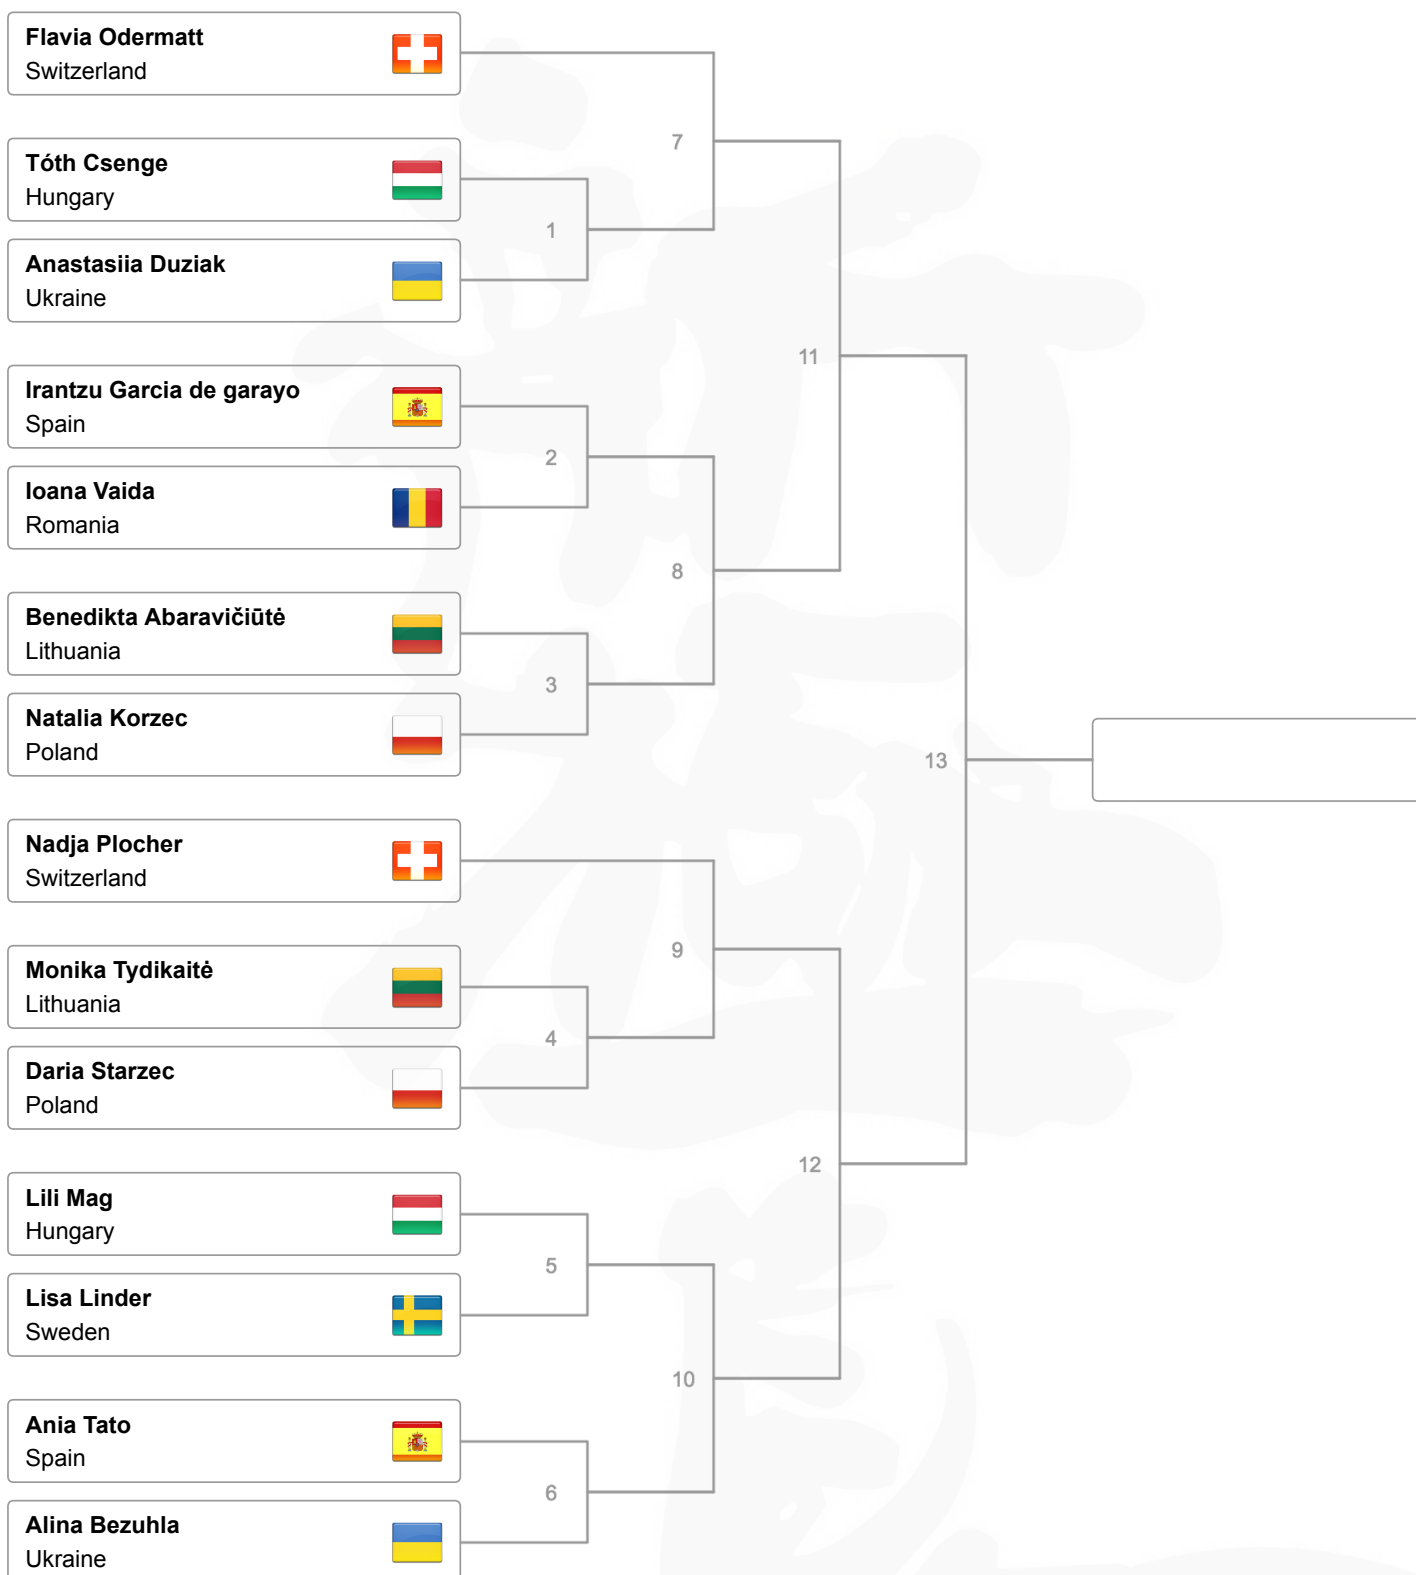 Flavia Odermatt
Switzerland
7
Tóth Csenge
Hungary
1
Anastasiia Duziak
Ukraine
11
Irantzu Garcia de garayo
Spain
2
Ioana Vaida
Romania
8
Benedikta Abaravičiūtė
Lithuania
3
Natalia Korzec
Poland
13
Nadja Plocher
Switzerland
9
Monika Tydikaitė
Lithuania
4
Daria Starzec
Poland
12
Lili Mag
Hungary
5
Lisa Linder
Sweden
10
Ania Tato
Spain
6
Alina Bezuhla
Ukraine